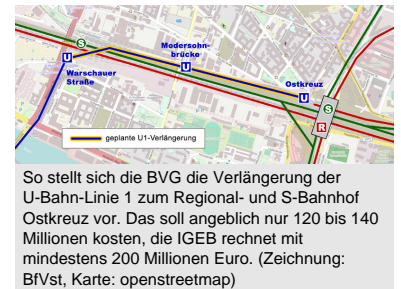 S
U
Modersohn-
brücke
U
Warschauer
Straße
Ostkreuz
U
S
R
geplante U1-Verlängerung
So stellt sich die BVG die Verlängerung der
U-Bahn-Linie 1 zum Regional- und S-Bahnhof
Ostkreuz vor. Das soll angeblich nur 120 bis 140
Millionen kosten, die IGEB rechnet mit
mindestens 200 Millionen Euro. (Zeichnung:
BfVst, Karte: openstreetmap)